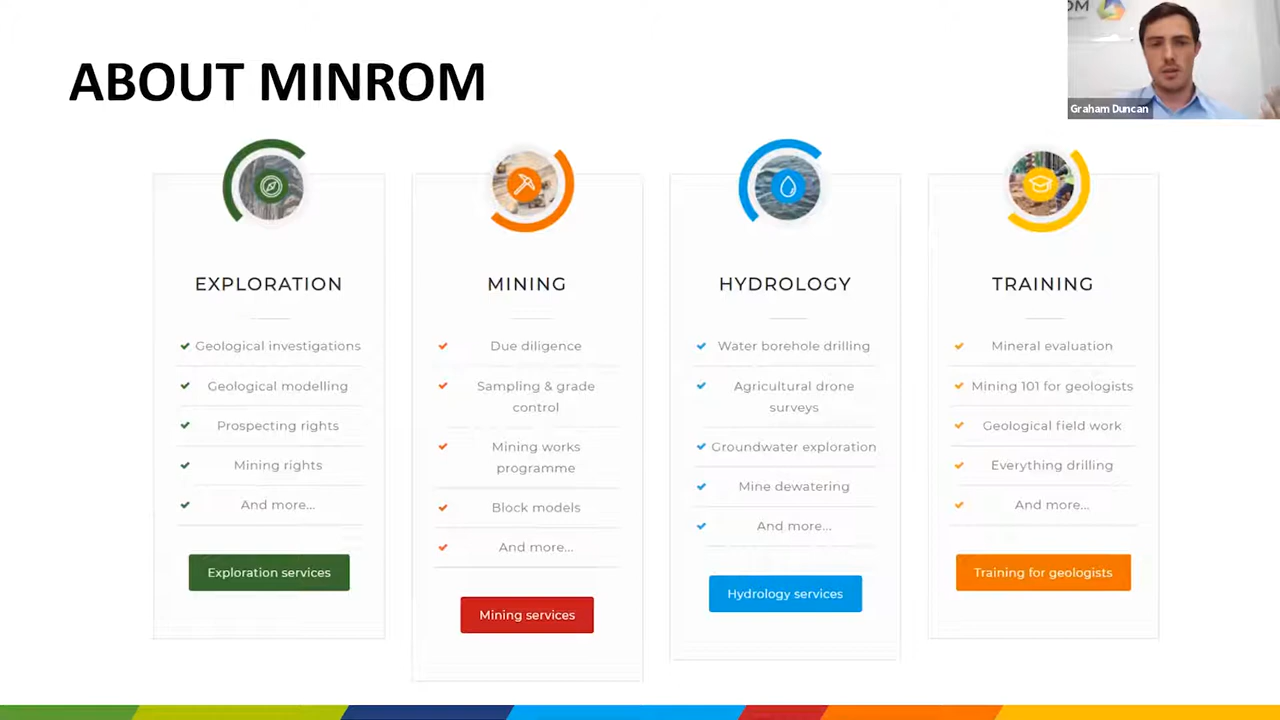 ABOUT MINROM
OM
Graham Duncan
EXPLORATION
Geological investigations
Geological modelling
Prospecting rights
Mining rights
And more...
Exploration services
MINING
Due diligence
Sampling & grade
control
Mining works
programme
Block models
And more...
Mining services
HYDROLOGY
Water borehole drilling
Agricultural drone
surveys
Groundwater exploration
Mine dewatering
And more...
Hydrology services
TRAINING
Mineral evaluation
Mining 101 for geologists
Geological field work
Everything drilling
And more...
Training for geologists